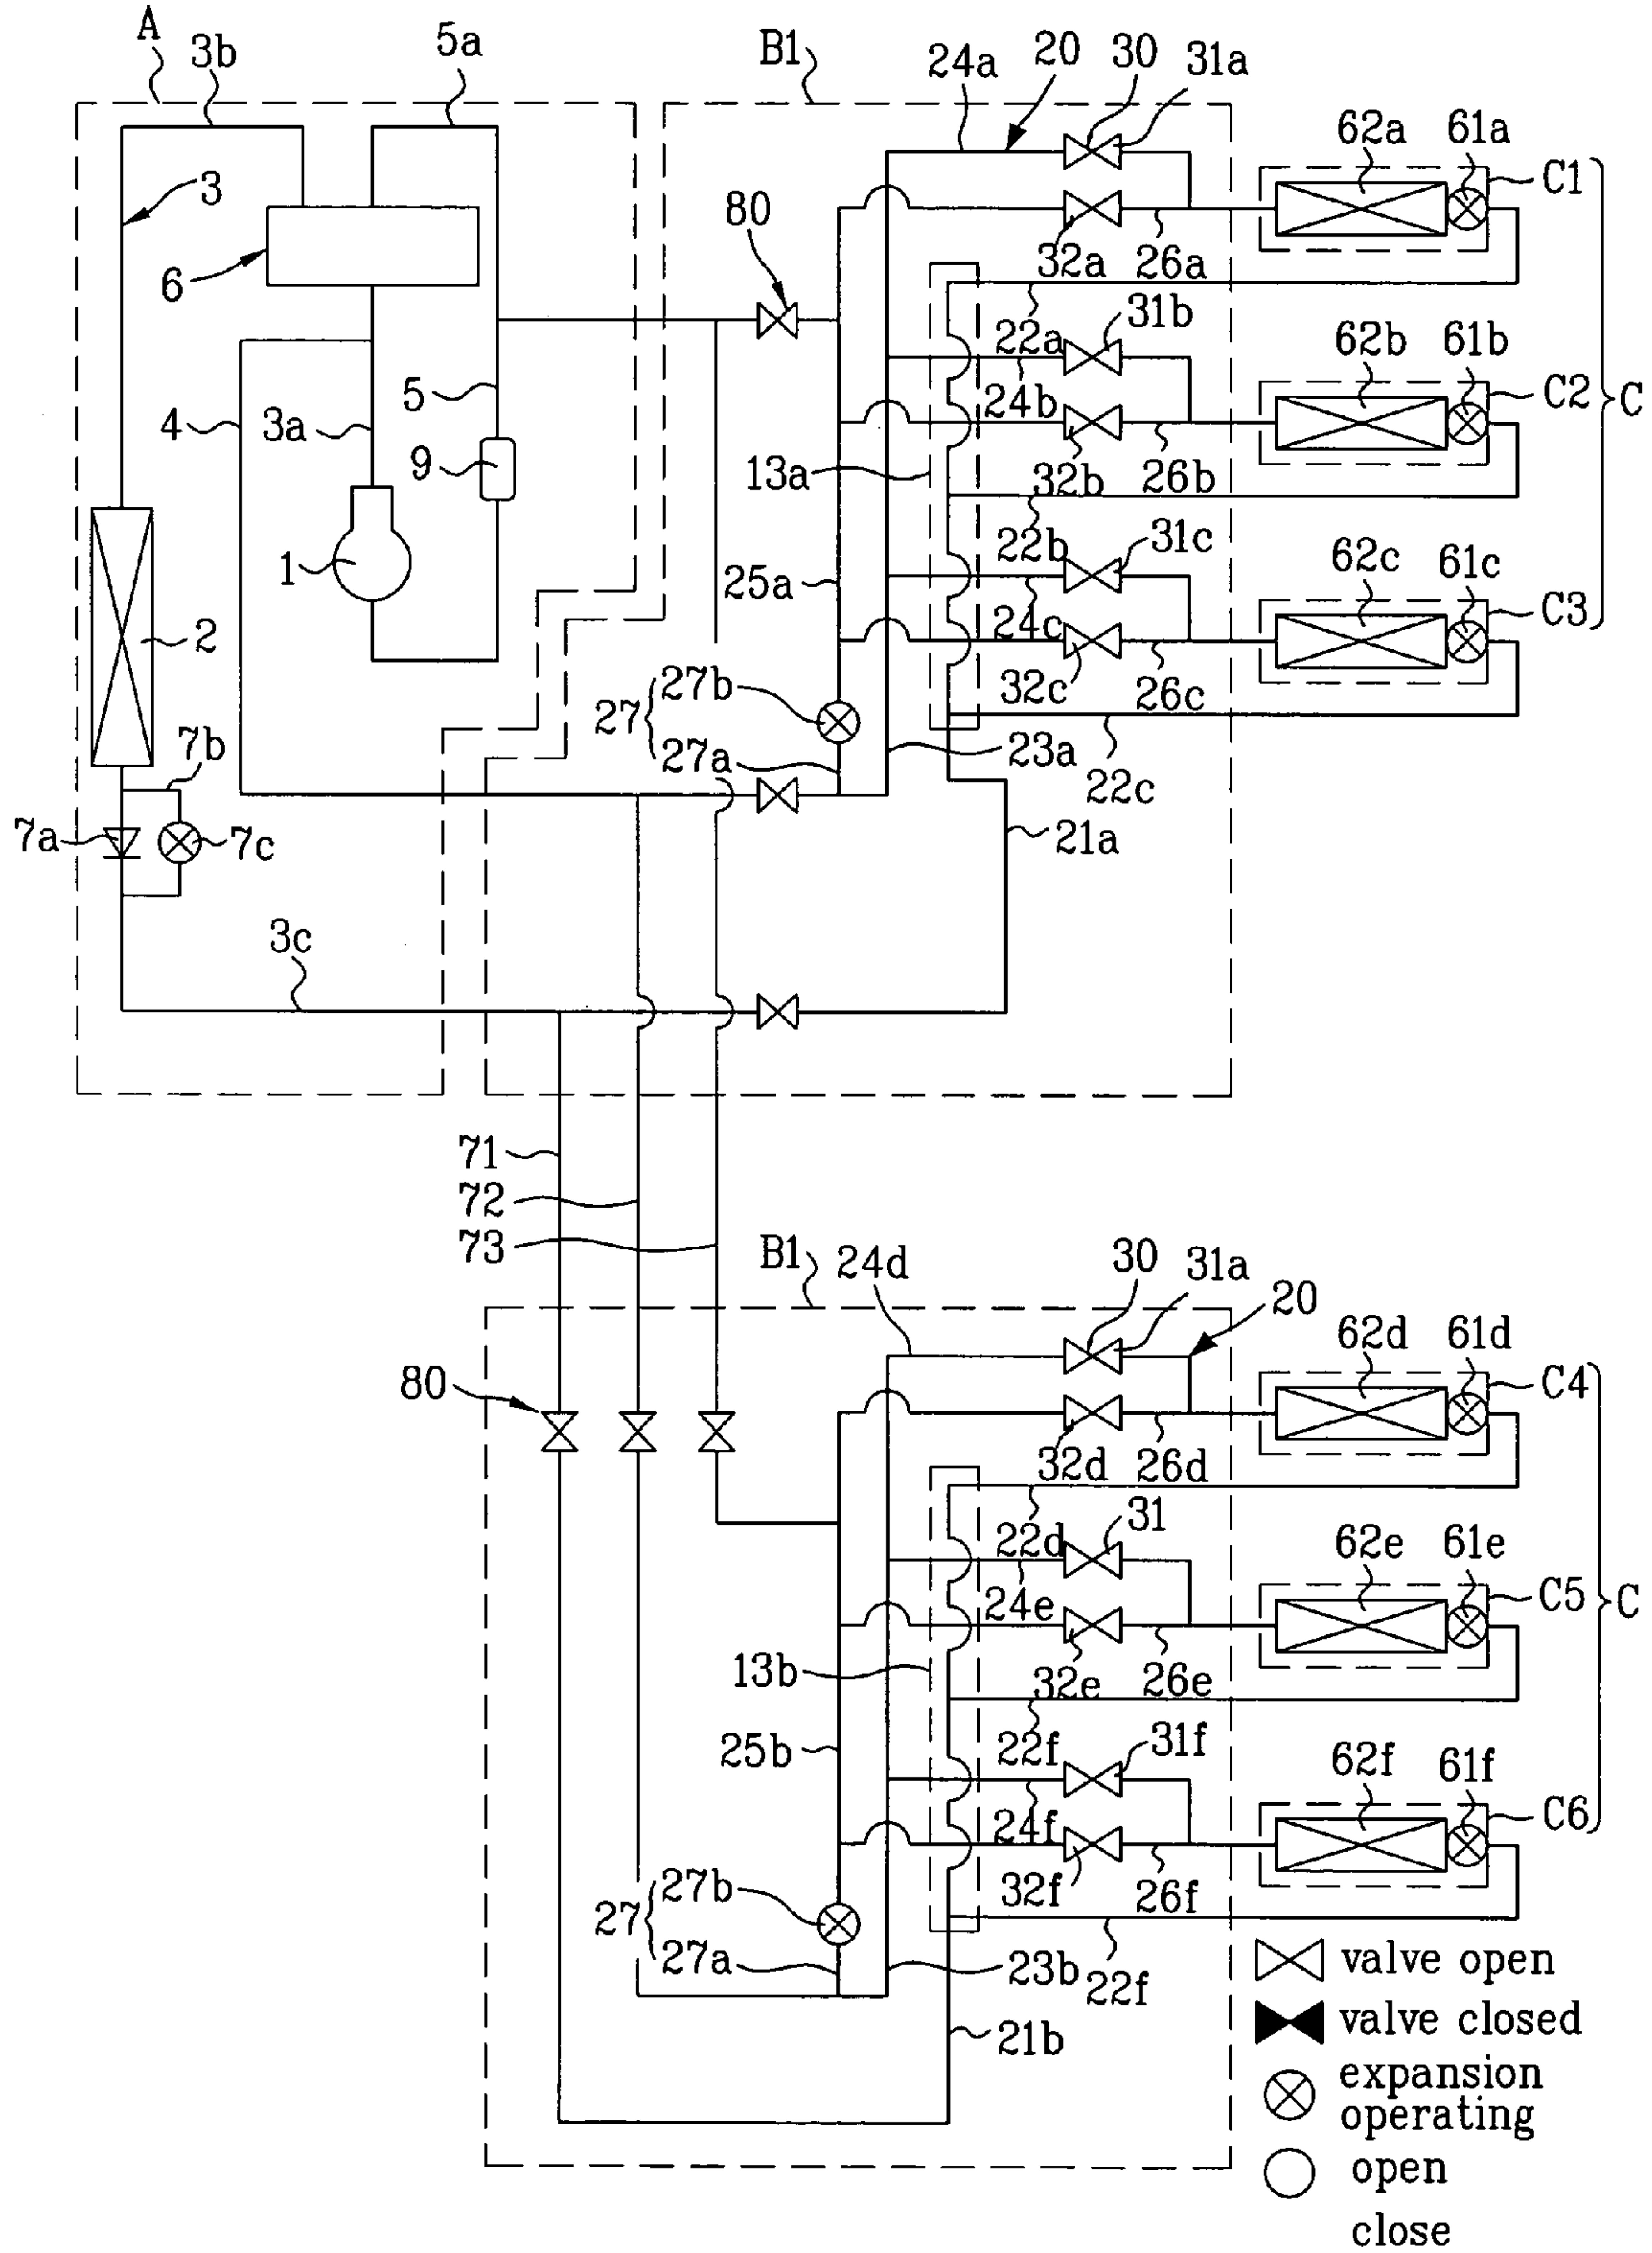 A
3b
5a
B1
24a
20
30
31a
62a
61a
C1
3
80
6
32a
26a
31b
22a
62b
61b
C2
C
5
24b
4
3a
9
13a
32b
26b
22b
31c
62c
61c
C3
1
25a
24c
2
27
27b
32c
26c
27a
23a
7b
22c
7a
7c
21a
3c
71
72
73
B1
24d
30
31a
20
62d
61d
C4
80
32d
26d
22d
31
62e
61e
C5
C
24e
13b
32e
26e
22f
31f
25b
62f
61f
C6
24f
27
27b
32f
26f
27a
23b
22f
valve open
21b
valve closed
expansion
operating
open
close